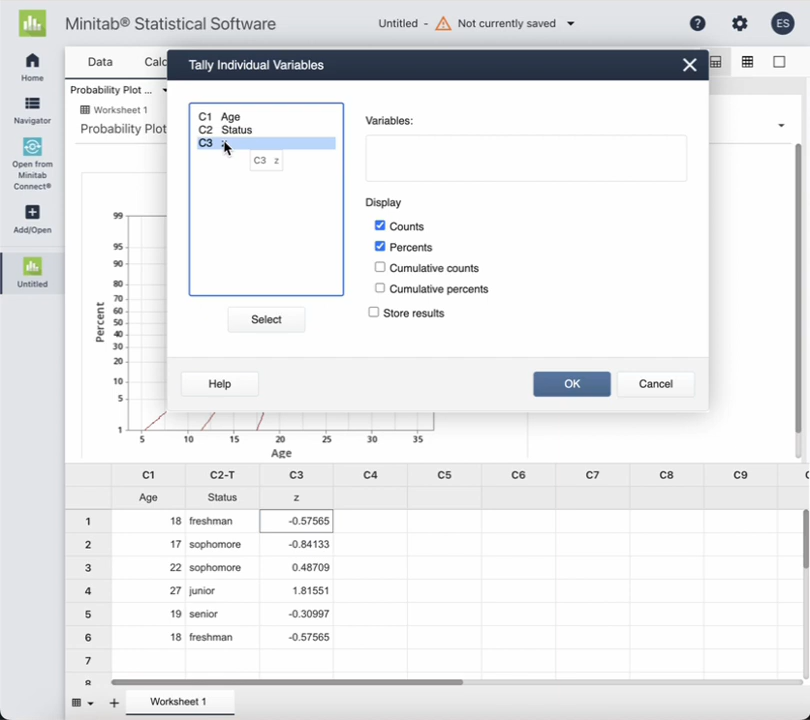 Minitab® Statistical Software
Untitled - Not currently saved
?
ES
Home
Navigator
Open from
Minitab
Connect®
Add/Open
Untitled
Data Calc
Probability Plot ...
Worksheet 1
Probability Plot
Tally Individual Variables
C1 Age
C2 Status
C3 z
C3 z
Select
Variables:
Display
Counts
Percents
Cumulative counts
Cumulative percents
Store results
Help
OK
Cancel
Percent
99
95
90
80
70
60
50
40
30
20
10
5
1
5 10 15 20 25 30 35
Age
C1 C2-T C3 C4 C5 C6 C7 C8 C9
Age Status z
1 18 freshman -0.57565
2 17 sophomore -0.84133
3 22 sophomore 0.48709
4 27 junior 1.81551
5 19 senior -0.30997
6 18 freshman -0.57565
7
8
+ Worksheet 1